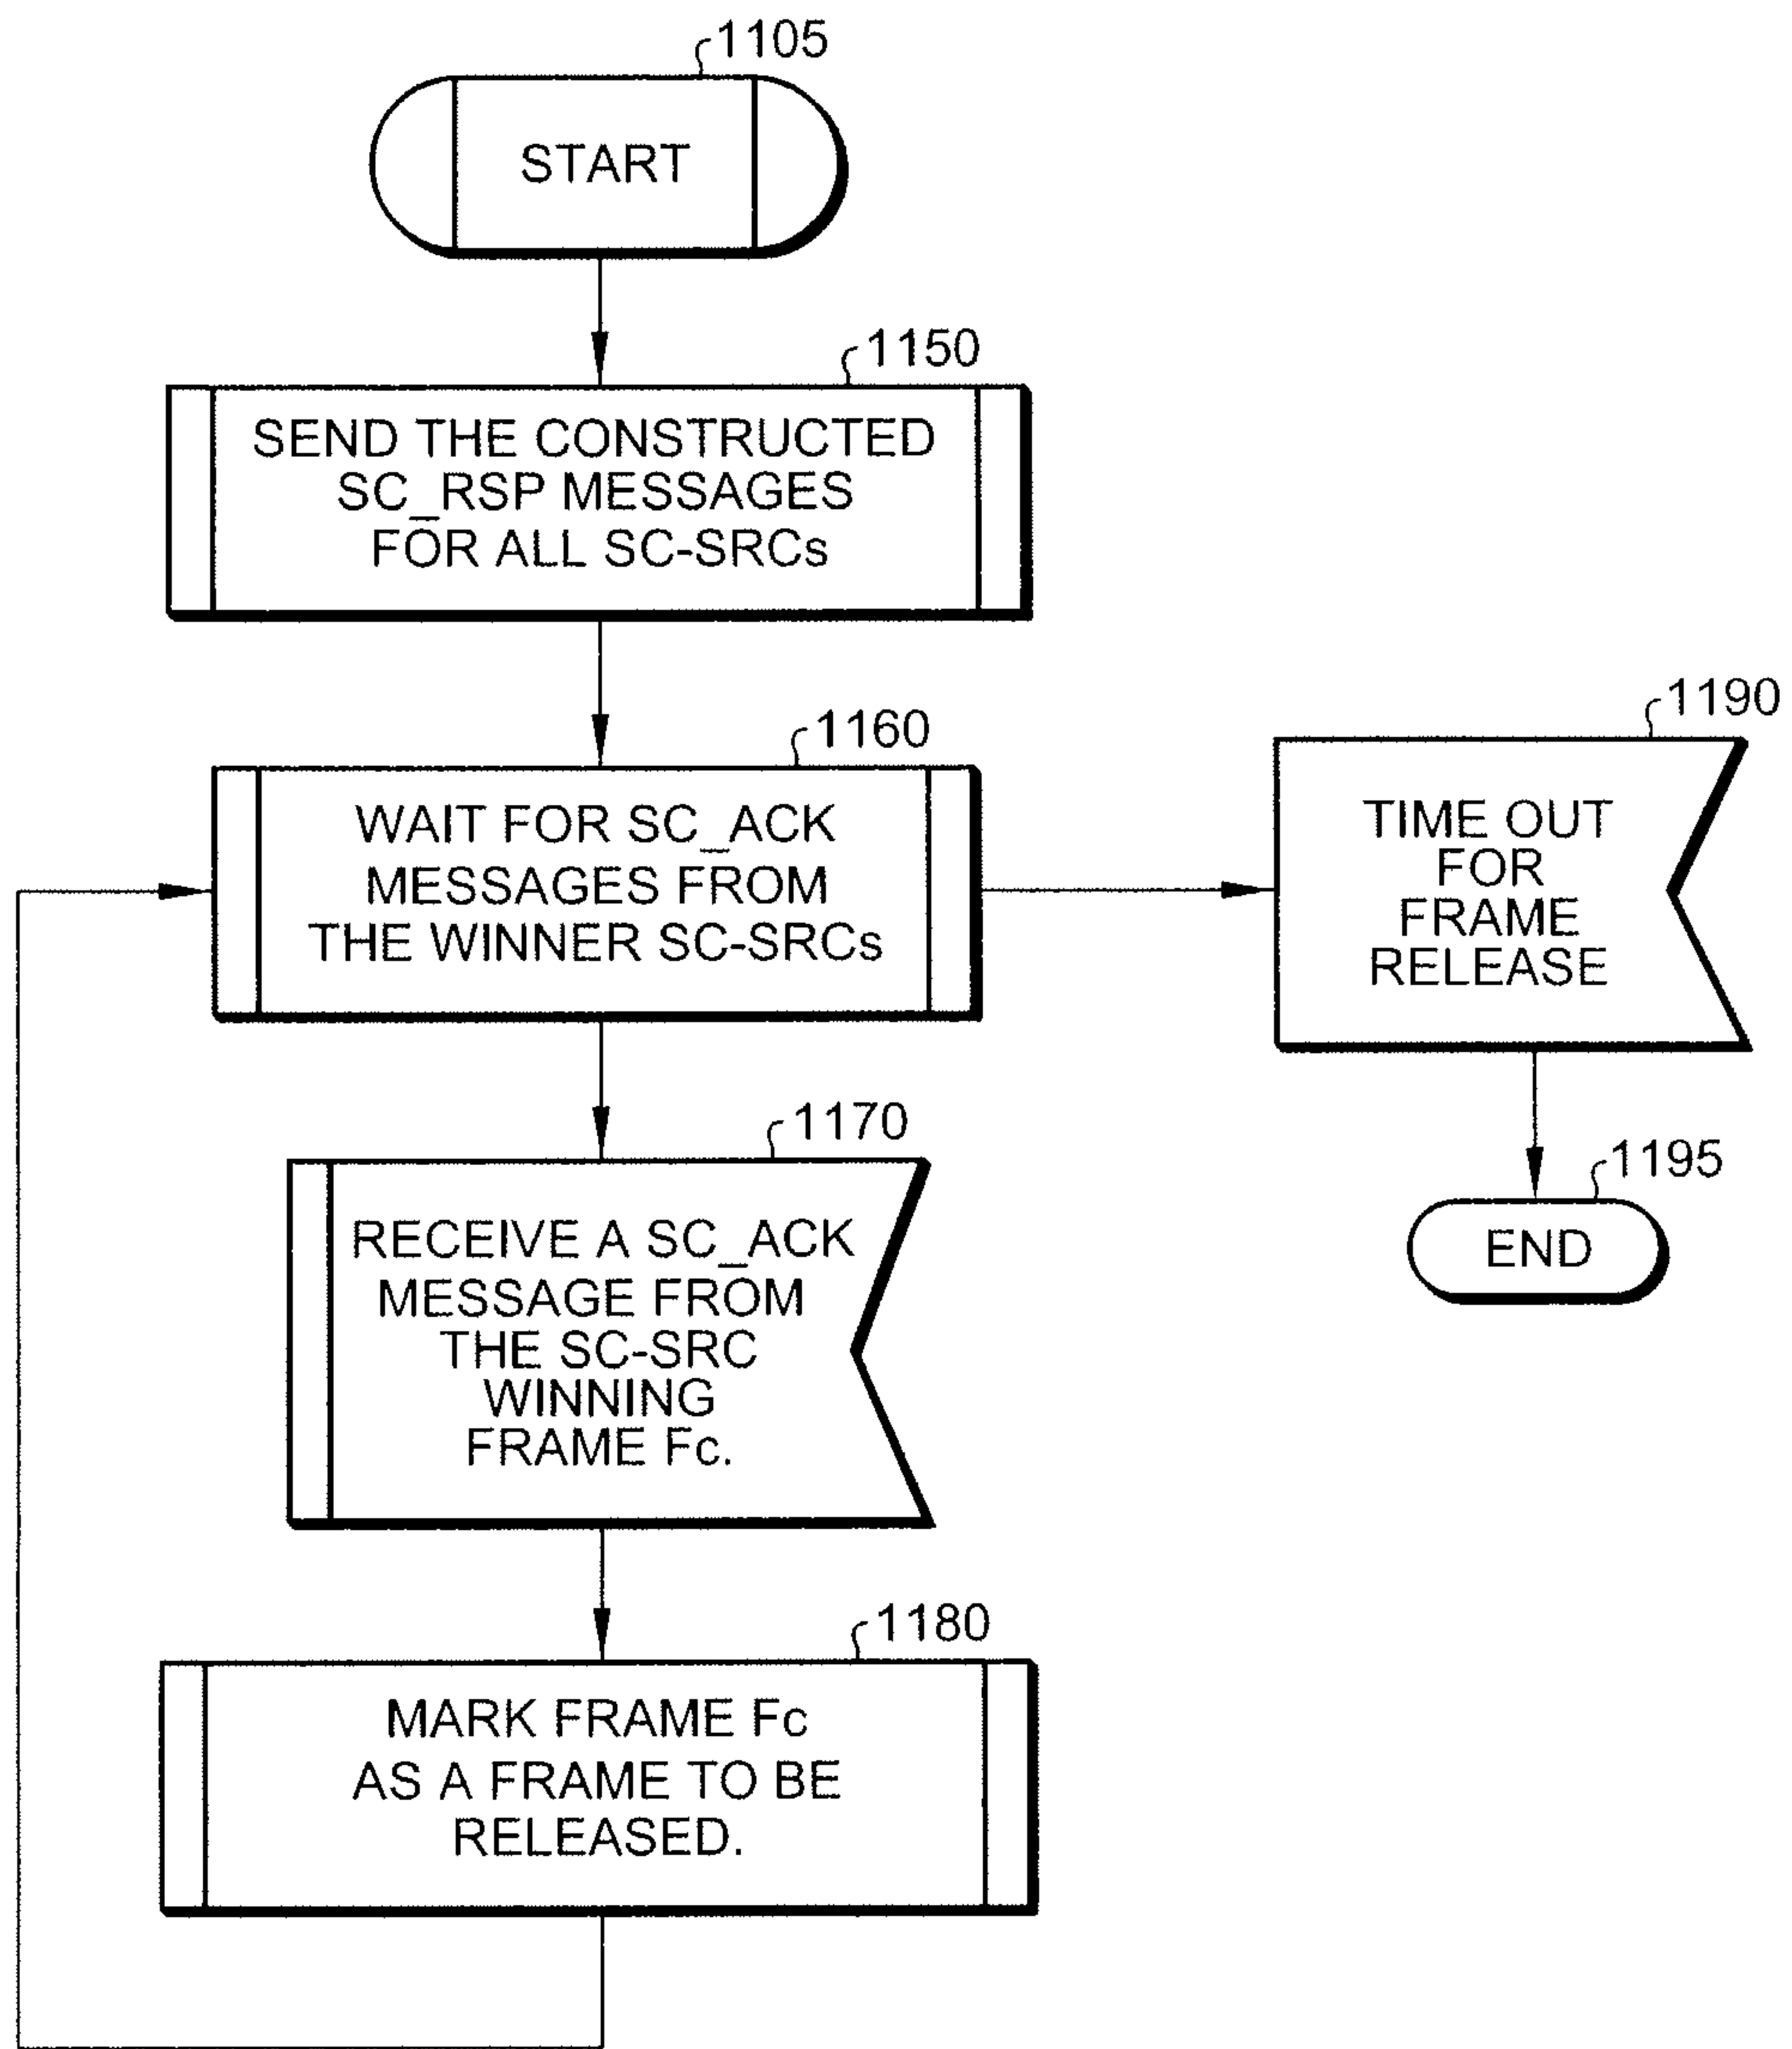 1105
START
1150
SEND THE CONSTRUCTED
SC_RSP MESSAGES
FOR ALL SC-SRCs
1160
WAIT FOR SC_ACK
MESSAGES FROM
THE WINNER SC-SRCs
1190
TIME OUT
FOR
FRAME
RELEASE
1170
RECEIVE A SC_ACK
MESSAGE FROM
THE SC-SRC
WINNING
FRAME Fc.
1195
END
1180
MARK FRAME Fc
AS A FRAME TO BE
RELEASED.